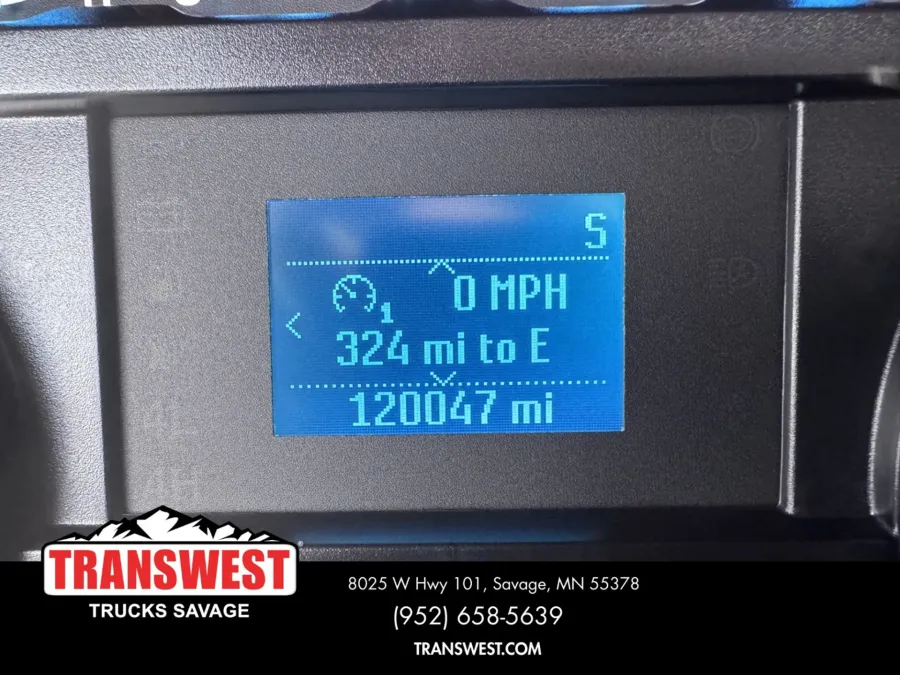 S
0 MPH
1
324 mi to E
120047 mi
TRANSWEST
TRUCKS SAVAGE
8025 W Hwy 101, Savage, MN 55378
(952) 658-5639
TRANSWEST.COM